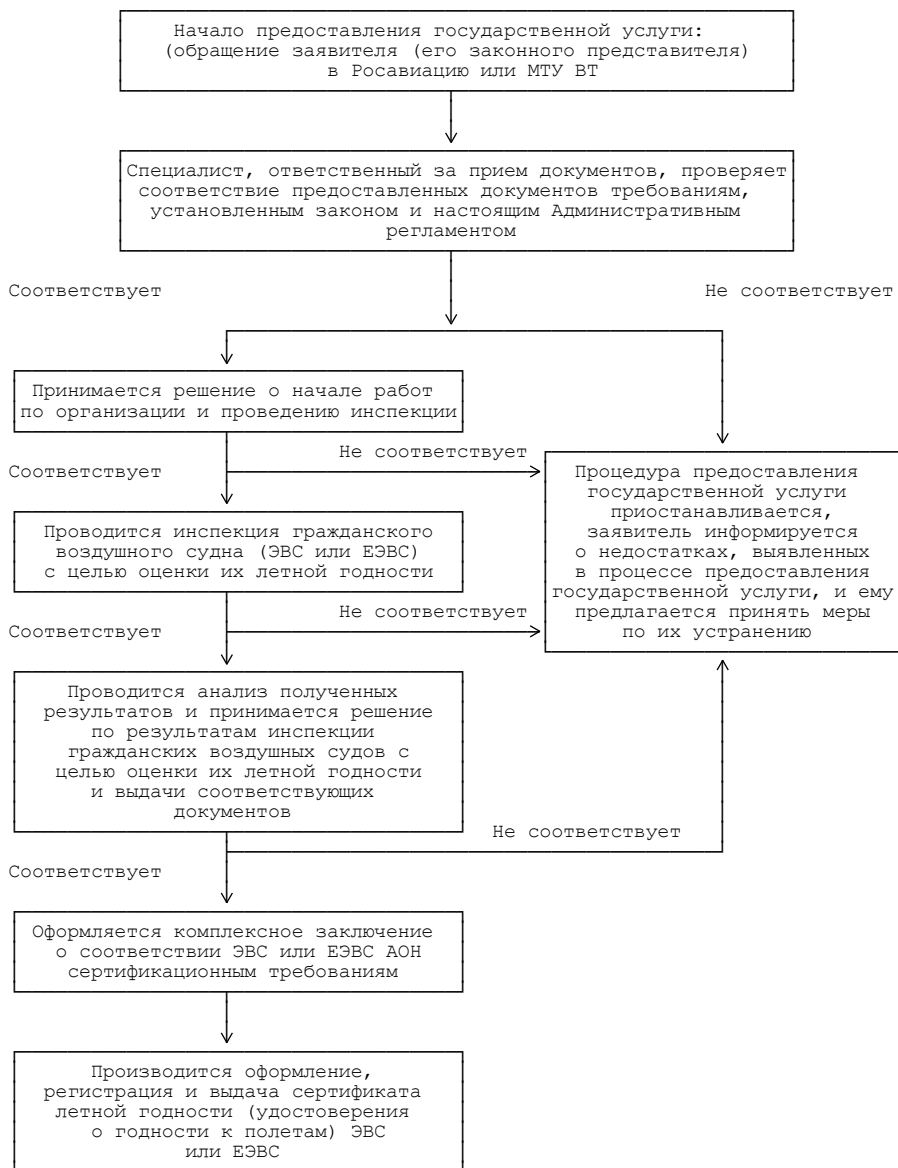 Начало предоставления государственной услуги:
(обращение заявителя (его законного представителя)
в Росавиацию или МТУ ВТ
Специалист, ответственный за прием документов, проверяет
соответствие предоставленных документов требованиям,
установленным законом и настоящим Административным
регламентом
Соответствует
Не соответствует
Принимается решение о начале работ
по организации и проведению инспекции
Не соответствует
Соответствует
Процедура предоставления
государственной услуги
приостанавливается,
заявитель информируется
о недостатках, выявленных
в процессе предоставления
государственной услуги, и ему
предлагается принять меры
по их устранению
Проводится инспекция гражданского
воздушного судна (ЭВС или ЕЭВС)
с целью оценки их летной годности
Не соответствует
Соответствует
Проводится анализ полученных
результатов и принимается решение
по результатам инспекции
гражданских воздушных судов с
целью оценки их летной годности
и выдачи соответствующих
документов
Не соответствует
Соответствует
Оформляется комплексное заключение
о соответствии ЭВС или ЕЭВС АОН
сертификационным требованиям
Производится оформление,
регистрация и выдача сертификата
летной годности (удостоверения
о годности к полетам) ЭВС
или ЕЭВС